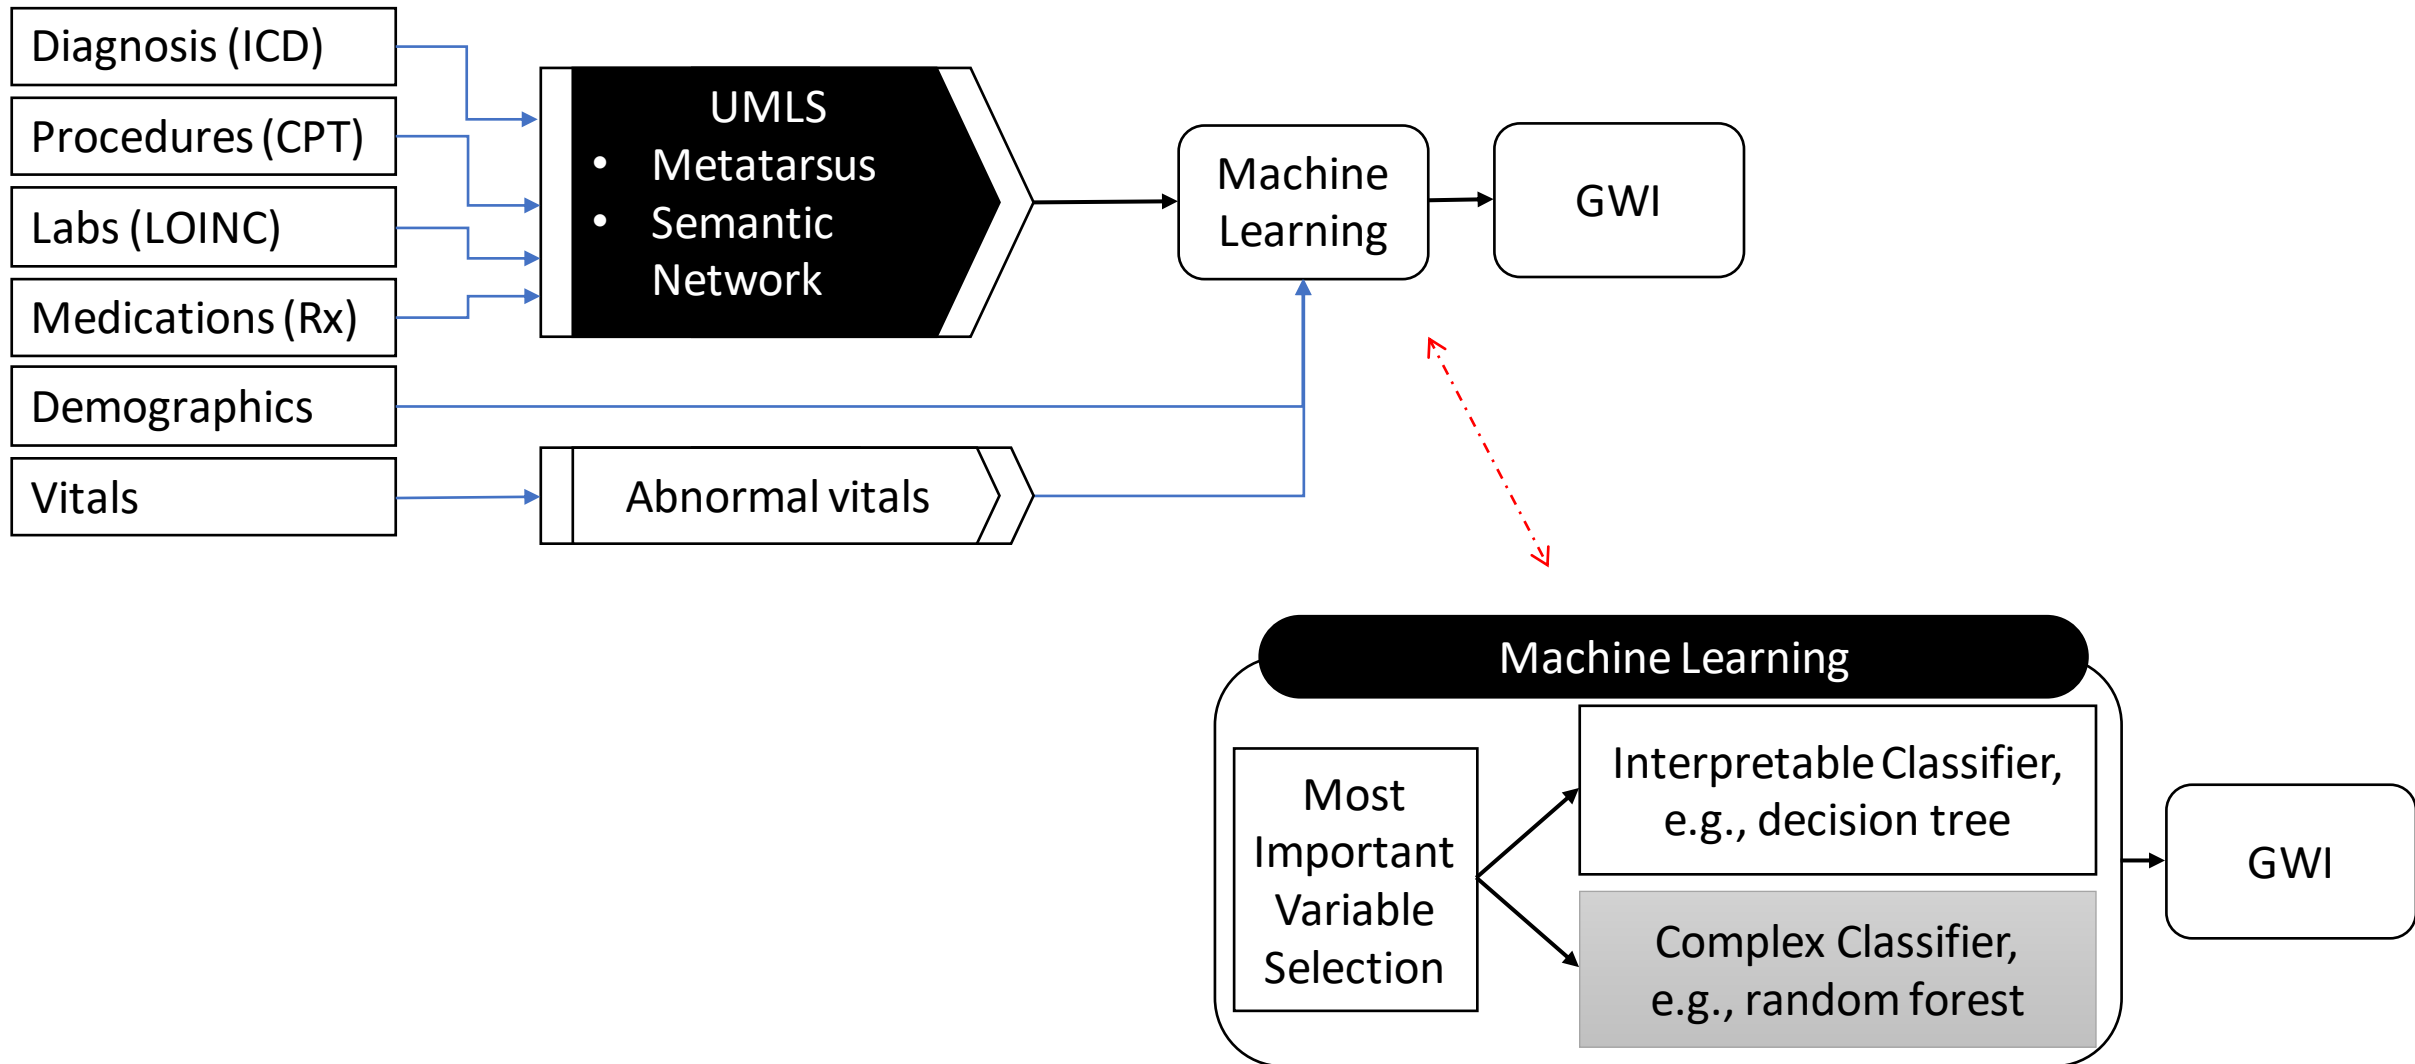 Diagnosis (ICD)
Procedures (CPT)
Labs (LOINC)
Medications (Rx)
Demographics
Vitals
UMLS
• Metatarsus
• Semantic
Network
Abnormal vitals
Machine
Learning
GWI
Machine Learning
Most
Important
Variable
Selection
Interpretable Classifier,
e.g., decision tree
Complex Classifier,
e.g., random forest
GWI